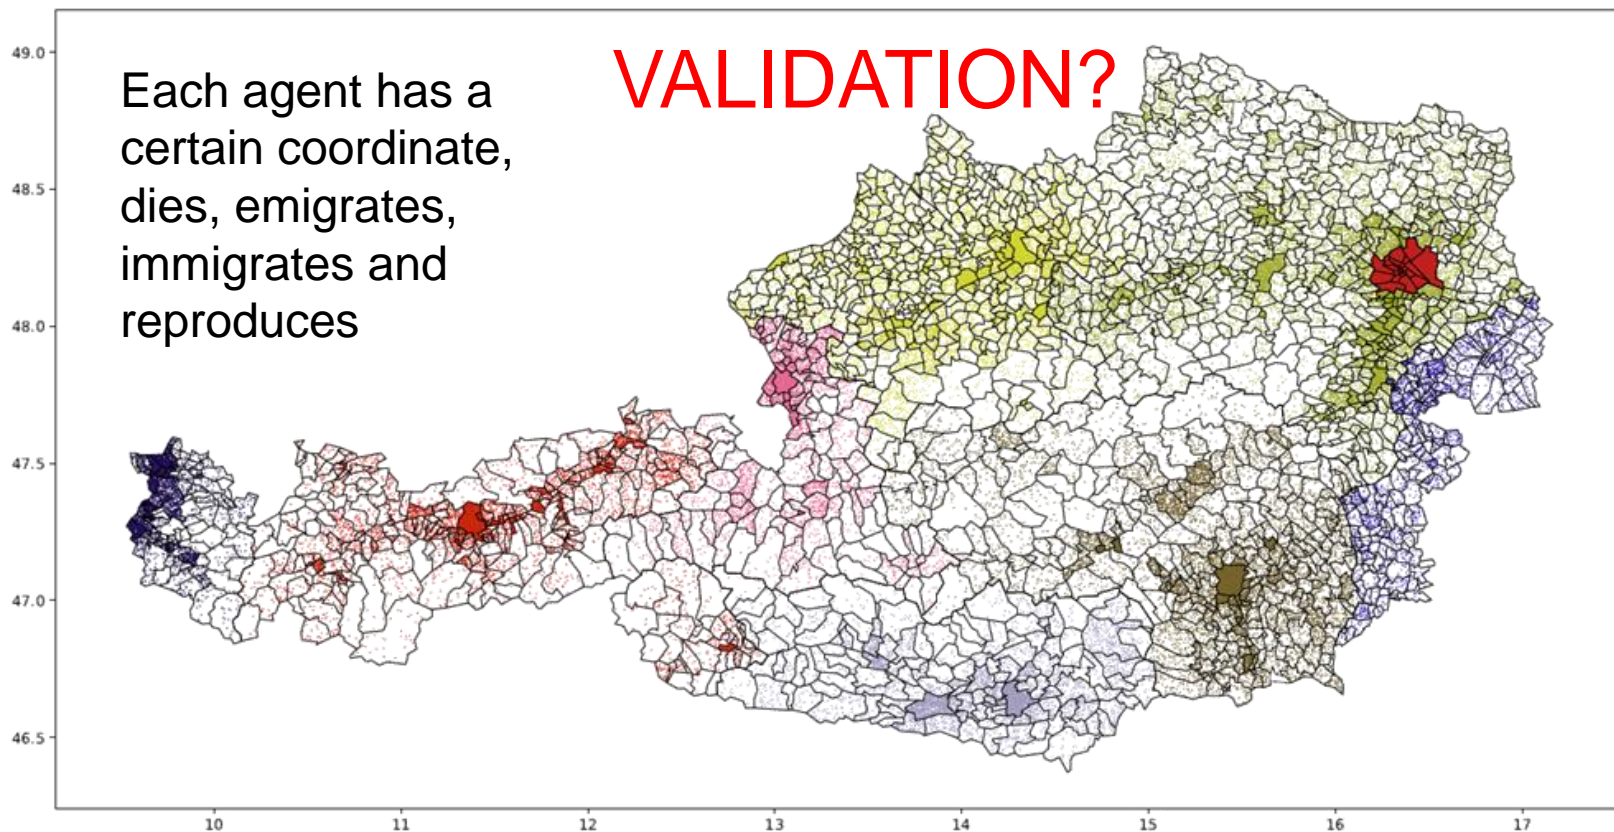 VALIDATION?
Each agent has a
certain coordinate,
dies, emigrates,
immigrates and
reproduces
49.0
48.5
48.0
47.5
47.0
46.5
10 11 12 13 14 15 16 17